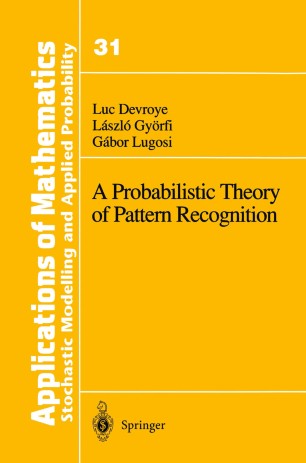 Applications of Mathematics
Stochastic Modelling and Applied Probability
31
Luc Devroye
László Györfi
Gábor Lugosi
A Probabilistic Theory
of Pattern Recognition
Springer